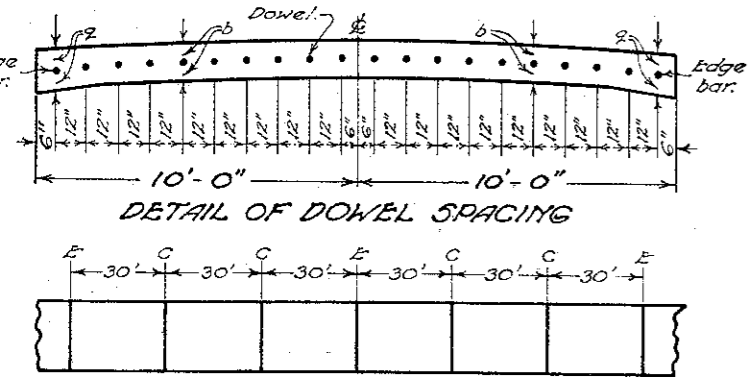 Dowel ℄
ge a b b a Edge
r. bar.
6" 12" 12" 12" 12" 12" 12" 12" 12" 12" 6" 6" 12" 12" 12" 12" 12" 12" 12" 12" 12" 6"
10'-0" 10'-0"
DETAIL OF DOWEL SPACING
E C C E C C E
30' 30' 30' 30' 30' 30'